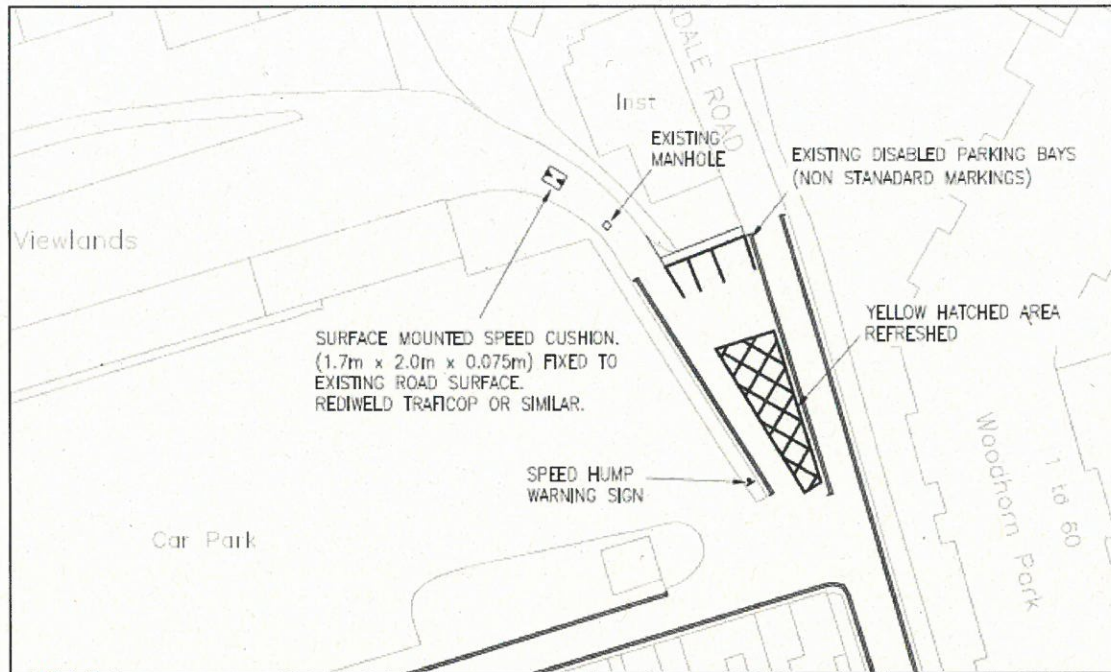 DALE ROAD
Inst
EXISTING
MANHOLE
EXISTING DISABLED PARKING BAYS
(NON STANADARD MARKINGS)
Viewlands
YELLOW HATCHED AREA
REFRESHED
SURFACE MOUNTED SPEED CUSHION.
(1.7m x 2.0m x 0.075m) FIXED TO
EXISTING ROAD SURFACE.
REDIWELD TRAFICOP OR SIMILAR.
SPEED HUMP
WARNING SIGN
Woodhorn Park
1 to 60
Car Park